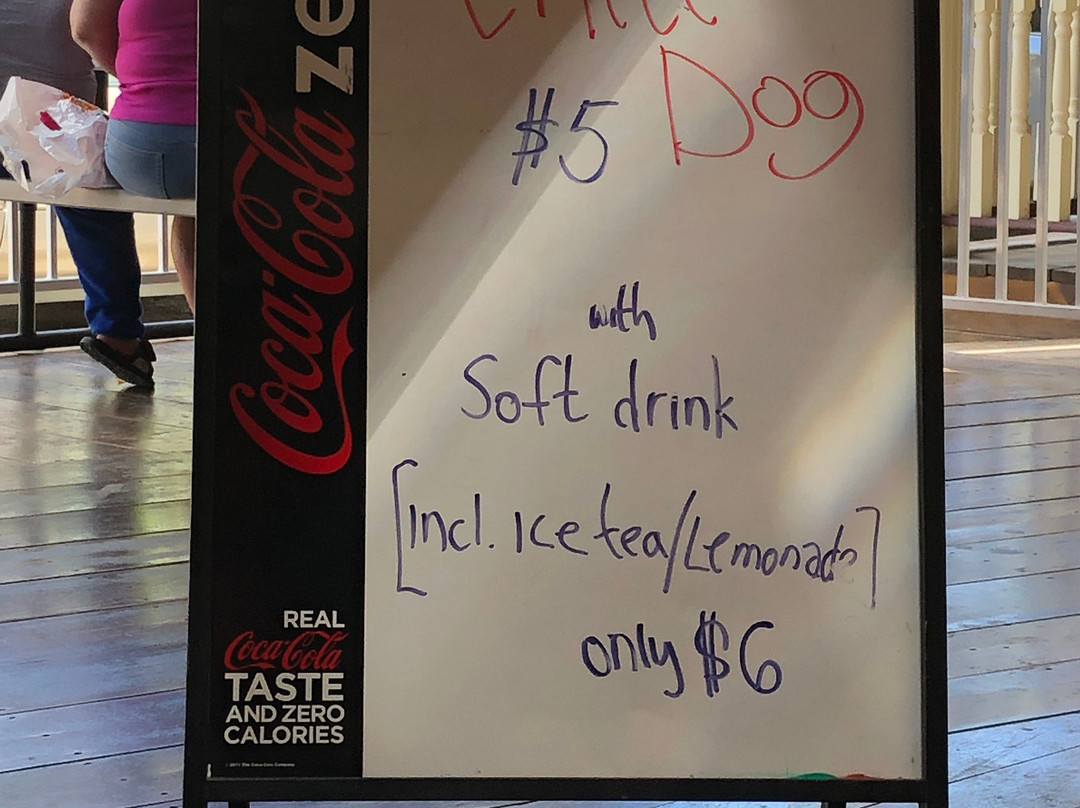 $5 Dog
with
Soft drink
[incl. Ice tea/Lemonade]
only $6
Coca-Cola ze
REAL
Coca-Cola
TASTE
AND ZERO
CALORIES